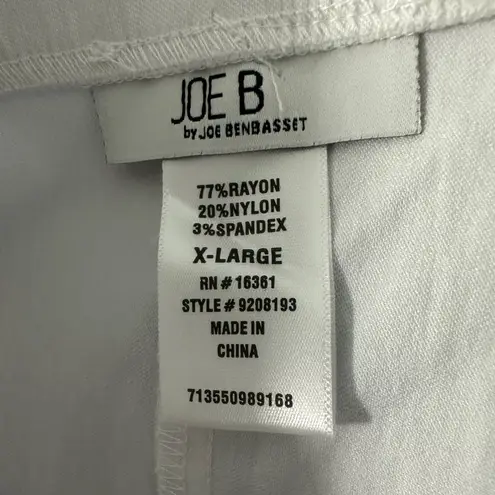 JOE B
by JOE BENBASSET
77%RAYON
20%NYLON
3%SPANDEX
X-LARGE
RN # 16361
STYLE # 9208193
MADE IN
CHINA
713550989168